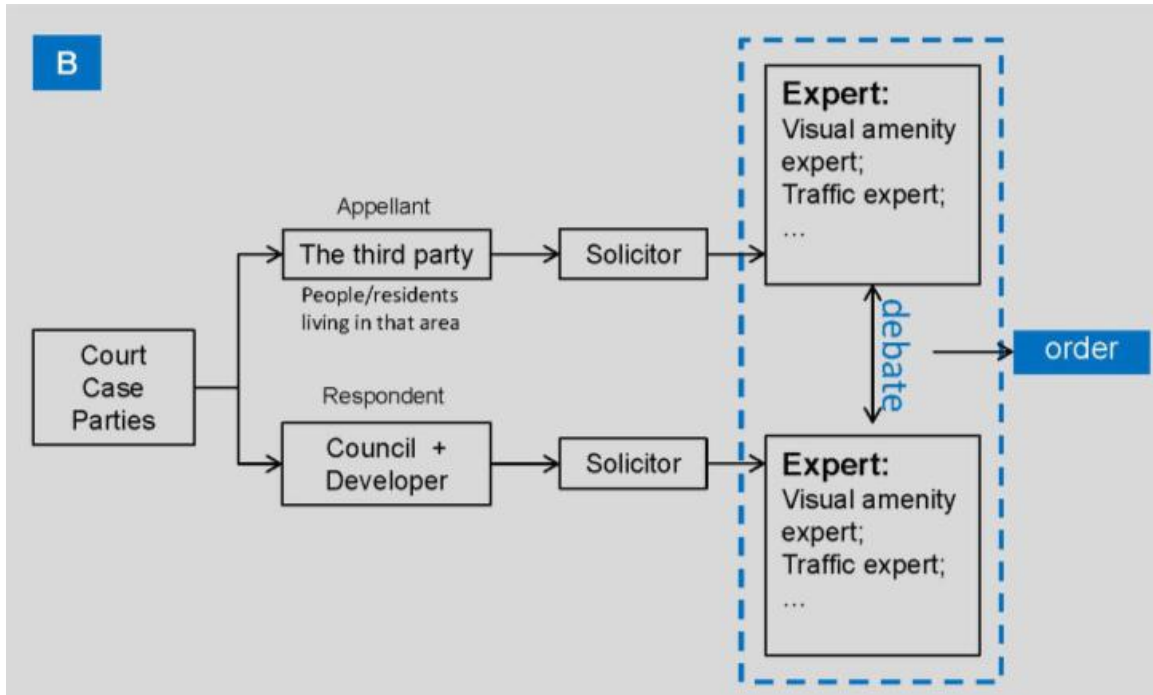 B
Court
Case
Parties
Appellant
The third party
People/residents
living in that area
Solicitor
Expert:
Visual amenity
expert;
Traffic expert;
...
Respondent
Council +
Developer
Solicitor
Expert:
Visual amenity
expert;
Traffic expert;
...
debate
order